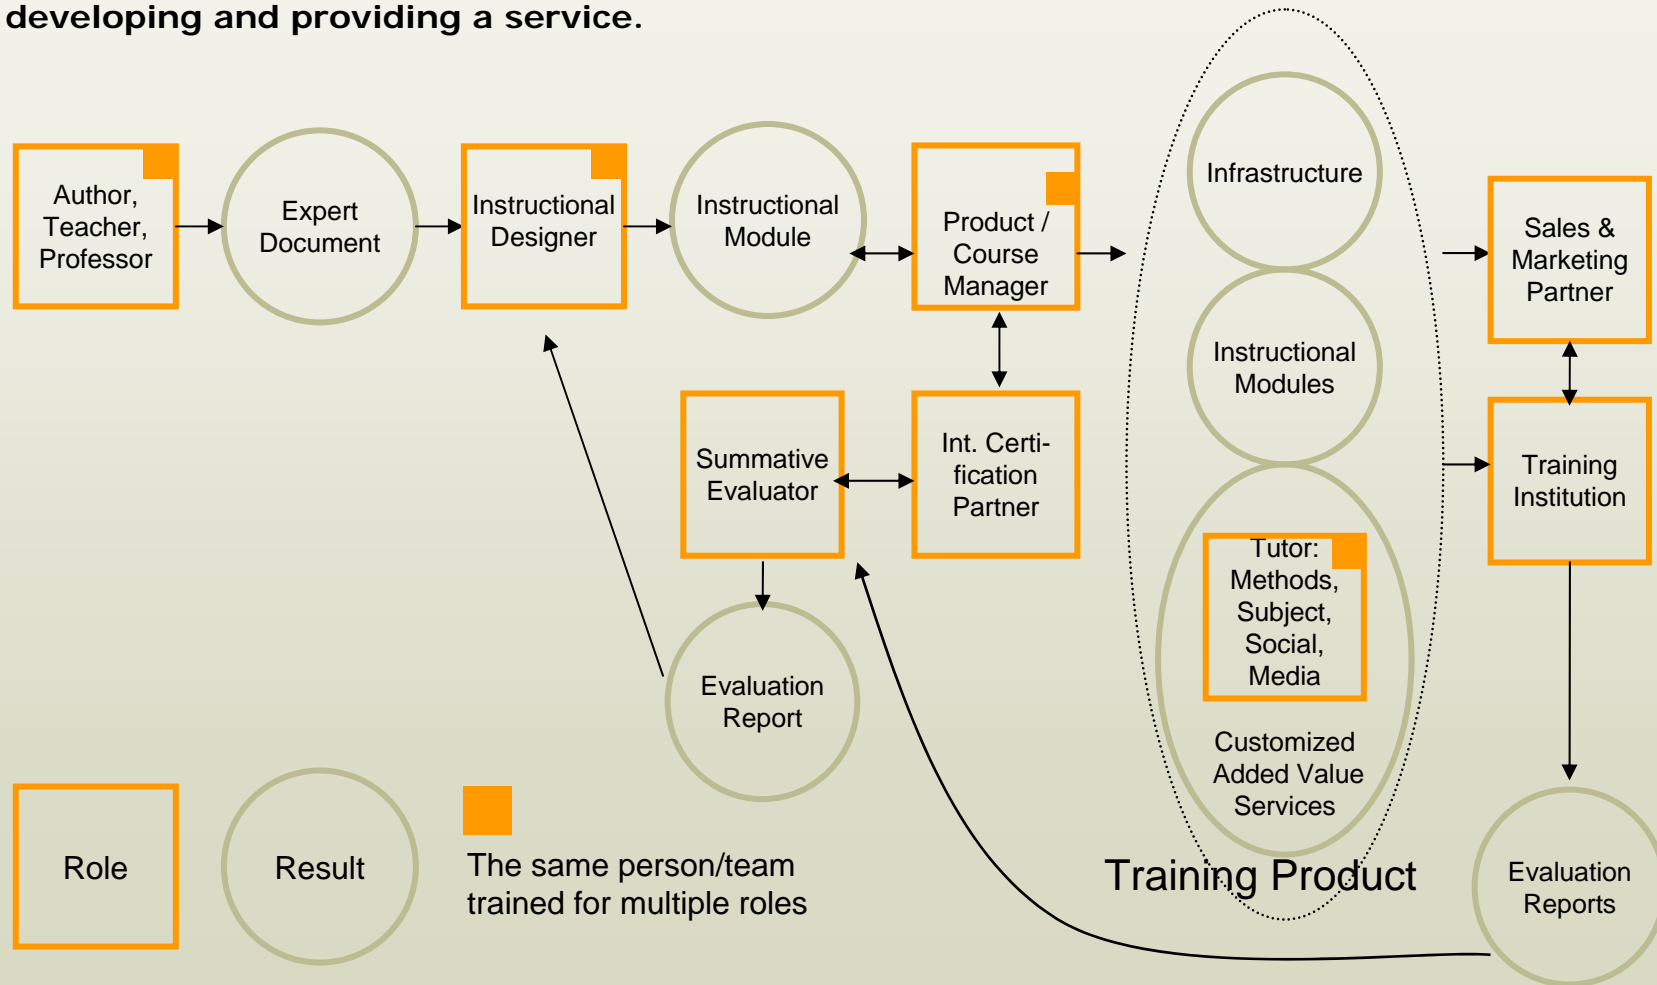 developing and providing a service.
Author,
Teacher,
Professor
Expert
Document
Instructional
Designer
Instructional
Module
Product /
Course
Manager
Infrastructure
Instructional
Modules
Tutor:
Methods,
Subject,
Social,
Media
Customized
Added Value
Services
Training Product
Sales &
Marketing
Partner
Training
Institution
Summative
Evaluator
Int. Certi-
fication
Partner
Evaluation
Report
Evaluation
Reports
Role
Result
The same person/team
trained for multiple roles